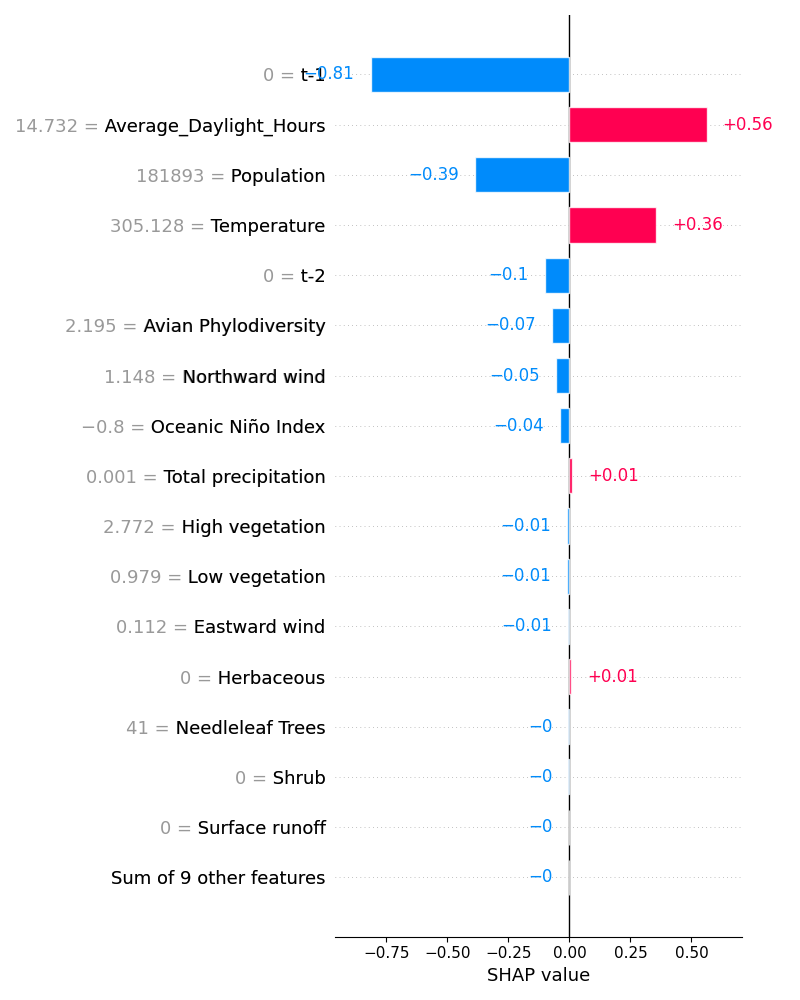 0 = t-1 −0.81
14.732 = Average_Daylight_Hours +0.56
181893 = Population −0.39
305.128 = Temperature +0.36
0 = t-2 −0.1
2.195 = Avian Phylodiversity −0.07
1.148 = Northward wind −0.05
−0.8 = Oceanic Niño Index −0.04
0.001 = Total precipitation +0.01
2.772 = High vegetation −0.01
0.979 = Low vegetation −0.01
0.112 = Eastward wind −0.01
0 = Herbaceous +0.01
41 = Needleleaf Trees −0
0 = Shrub −0
0 = Surface runoff −0
Sum of 9 other features −0
−0.75 −0.50 −0.25 0.00 0.25 0.50
SHAP value